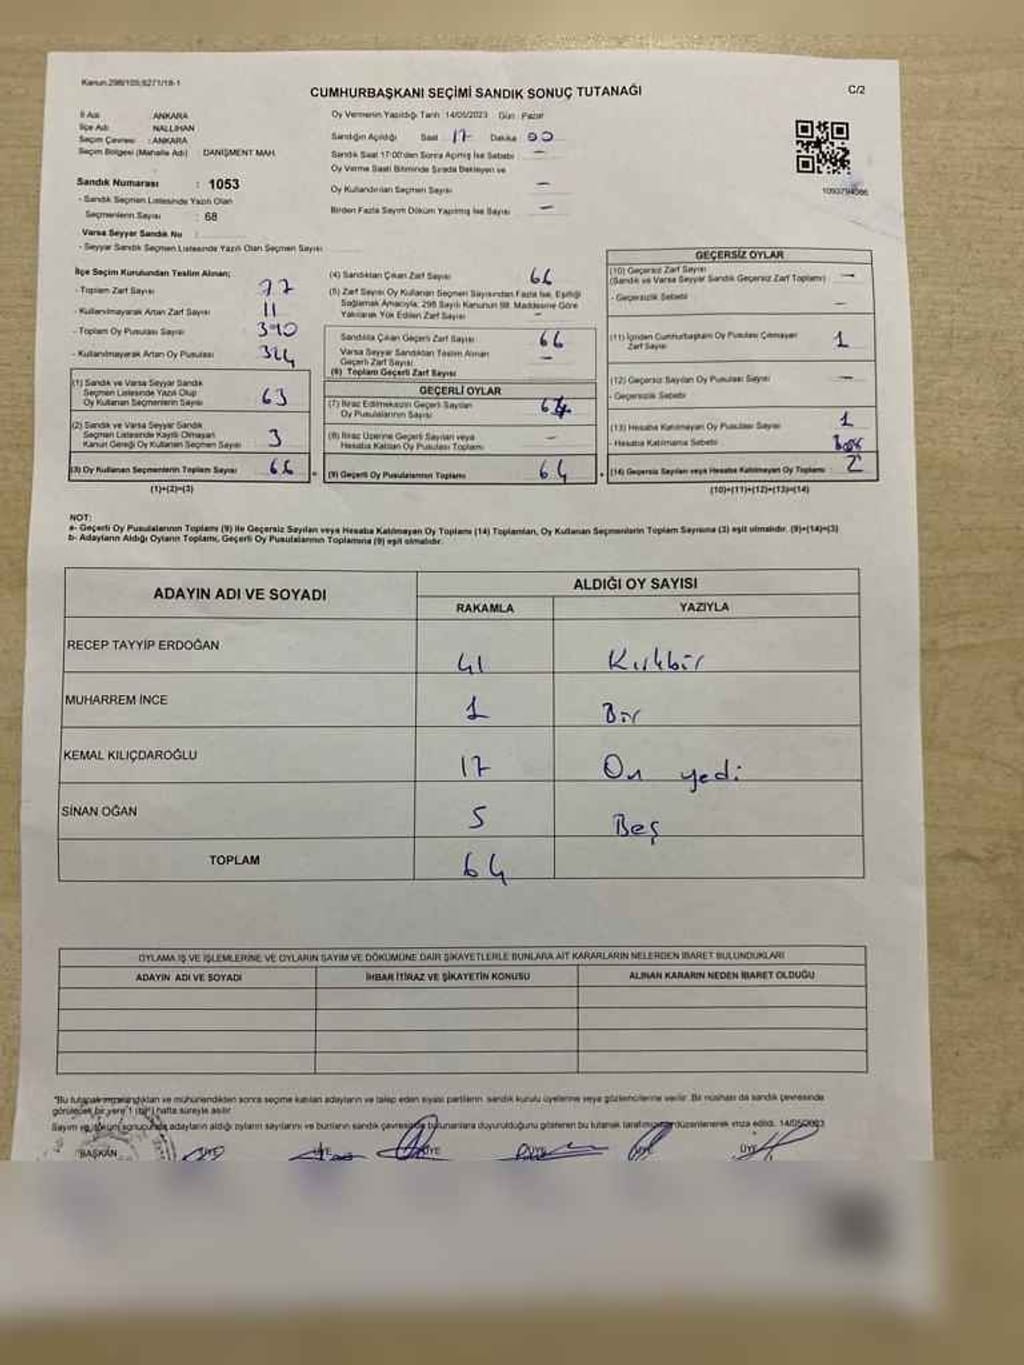 Kanun:298/105;6271/18-1
CUMHURBAŞKANI SEÇİMİ SANDIK SONUÇ TUTANAĞI
C/2
İl Adı : ANKARA
İlçe Adı : NALLIHAN
Seçim Çevresi : ANKARA
Seçim Bölgesi (Mahalle Adı) : DANIŞMENT MAH.
Sandık Numarası : 1053
- Sandık Seçmen Listesinde Yazılı Olan
Seçmenlerin Sayısı : 68
Varsa Seyyar Sandık No :
- Seyyar Sandık Seçmen Listesinde Yazılı Olan Seçmen Sayısı
Oy Vermenin Yapıldığı Tarih : 14/05/2023 Gün : Pazar
Sandığın Açıldığı Saat 17 Dakika 00
Sandık Saat 17:00'den Sonra Açılmış İse Sebebi —
Oy Verme Saati Bitiminde Sırada Bekleyen ve
Oy Kullandırılan Seçmen Sayısı —
Birden Fazla Sayım Döküm Yapılmış İse Sayısı —
İlçe Seçim Kurulundan Teslim Alınan;
- Toplam Zarf Sayısı 77
- Kullanılmayarak Artan Zarf Sayısı 11
- Toplam Oy Pusulası Sayısı 390
- Kullanılmayarak Artan Oy Pusulası 324
(1) Sandık ve Varsa Seyyar Sandık
Seçmen Listesinde Yazılı Olup
Oy Kullanan Seçmenlerin Sayısı 63
(2) Sandık ve Varsa Seyyar Sandık
Seçmen Listesinde Kayıtlı Olmayan
Kanun Gereği Oy Kullanan Seçmen Sayısı 3
(3) Oy Kullanan Seçmenlerin Toplam Sayısı 66
(1)+(2)=(3)
(4) Sandıktan Çıkan Zarf Sayısı 66
(5) Zarf Sayısı Oy Kullanan Seçmen Sayısından Fazla İse, Eşitliği
Sağlamak Amacıyla, 298 Sayılı Kanunun 98. Maddesine Göre
Yakılarak Yok Edilen Zarf Sayısı —
Sandıkta Çıkan Geçerli Zarf Sayısı 66
Varsa Seyyar Sandıktan Teslim Alınan
Geçerli Zarf Sayısı —
(6) Toplam Geçerli Zarf Sayısı
GEÇERLİ OYLAR
(7) İtiraz Edilmeksizin Geçerli Sayılan
Oy Pusulalarının Sayısı 64
(8) İtiraz Üzerine Geçerli Sayılan veya
Hesaba Katılan Oy Pusulası Toplamı —
= (9) Geçerli Oy Pusulalarının Toplamı 64
GEÇERSİZ OYLAR
(10) Geçersiz Zarf Sayısı
(Sandık ve Varsa Seyyar Sandık Geçersiz Zarf Toplamı) —
- Geçersizlik Sebebi —
(11) İçinden Cumhurbaşkanı Oy Pusulası Çıkmayan
Zarf Sayısı 1
(12) Geçersiz Sayılan Oy Pusulası Sayısı —
- Geçersizlik Sebebi
(13) Hesaba Katılmayan Oy Pusulası Sayısı 1
- Hesaba Katılmama Sebebi Boş
+ (14) Geçersiz Sayılan veya Hesaba Katılmayan Oy Toplamı 2
(10)+(11)+(12)+(13)=(14)
NOT:
a- Geçerli Oy Pusulalarının Toplamı (9) ile Geçersiz Sayılan veya Hesaba Katılmayan Oy Toplamı (14) Toplamları, Oy Kullanan Seçmenlerin Toplam Sayısına (3) eşit olmalıdır. (9)+(14)=(3)
b- Adayların Aldığı Oyların Toplamı, Geçerli Oy Pusulalarının Toplamına (9) eşit olmalıdır.
ADAYIN ADI VE SOYADI
ALDIĞI OY SAYISI
RAKAMLA YAZIYLA
RECEP TAYYİP ERDOĞAN 41 Kırkbir
MUHARREM İNCE 1 Bir
KEMAL KILIÇDAROĞLU 17 On yedi
SİNAN OĞAN 5 Beş
TOPLAM 64
OYLAMA İŞ VE İŞLEMLERİNE VE OYLARIN SAYIM VE DÖKÜMÜNE DAİR ŞİKAYETLERLE BUNLARA AİT KARARLARIN NELERDEN İBARET BULUNDUKLARI
ADAYIN ADI VE SOYADI İHBAR İTİRAZ VE ŞİKAYETİN KONUSU ALINAN KARARIN NEDEN İBARET OLDUĞU
"Bu tutanak imzalandıktan ve mühürlendikten sonra seçime katılan adayların ve talep eden siyasi partilerin sandık kurulu üyelerine veya gözlemcilerine verilir. Bir nüshası da sandık çevresinde
görülecek bir yere 1 (bir) hafta süreyle asılır.
Sayım ve döküm sonucunda adayların aldığı oyların sayılarını ve bunların sandık çevresinde bulunanlara duyurulduğunu gösteren bu tutanak tarafımızca düzenlenerek imza edildi. 14/05/2023
BAŞKAN ÜYE ÜYE ÜYE ÜYE ÜYE